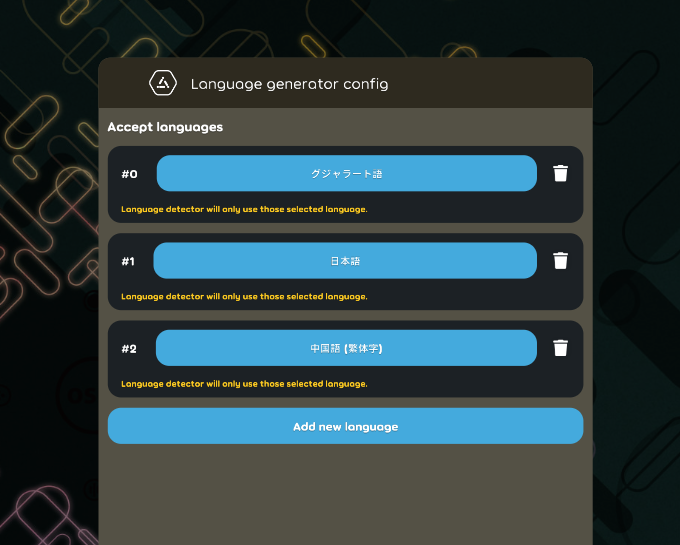 Language generator config
Accept languages
#0
グジャラート語
Language detector will only use those selected language.
#1
日本語
Language detector will only use those selected language.
#2
中国語 (繁体字)
Language detector will only use those selected language.
Add new language